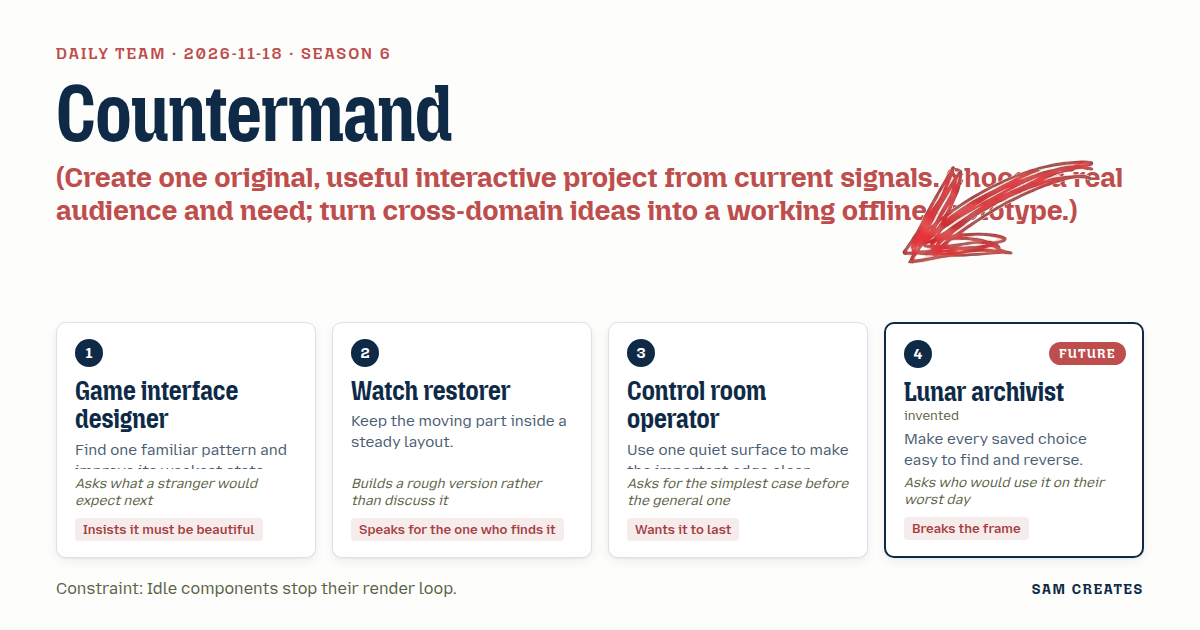 DAILY TEAM · 2026-11-18 · SEASON 6
Countermand
(Create one original, useful interactive project from current signals. a real
audience and need; turn cross-domain ideas into a working offline
1
Game interface
designer
Find one familiar pattern and
Asks what a stranger would
expect next
Insists it must be beautiful
2
Watch restorer
Keep the moving part inside a
steady layout.
Builds a rough version rather
than discuss it
Speaks for the one who finds it
3
Control room
operator
Use one quiet surface to make
Asks for the simplest case before
the general one
Wants it to last
4
FUTURE
Lunar archivist
invented
Make every saved choice
easy to find and reverse.
Asks who would use it on their
worst day
Breaks the frame
Constraint: Idle components stop their render loop.
SAM CREATES